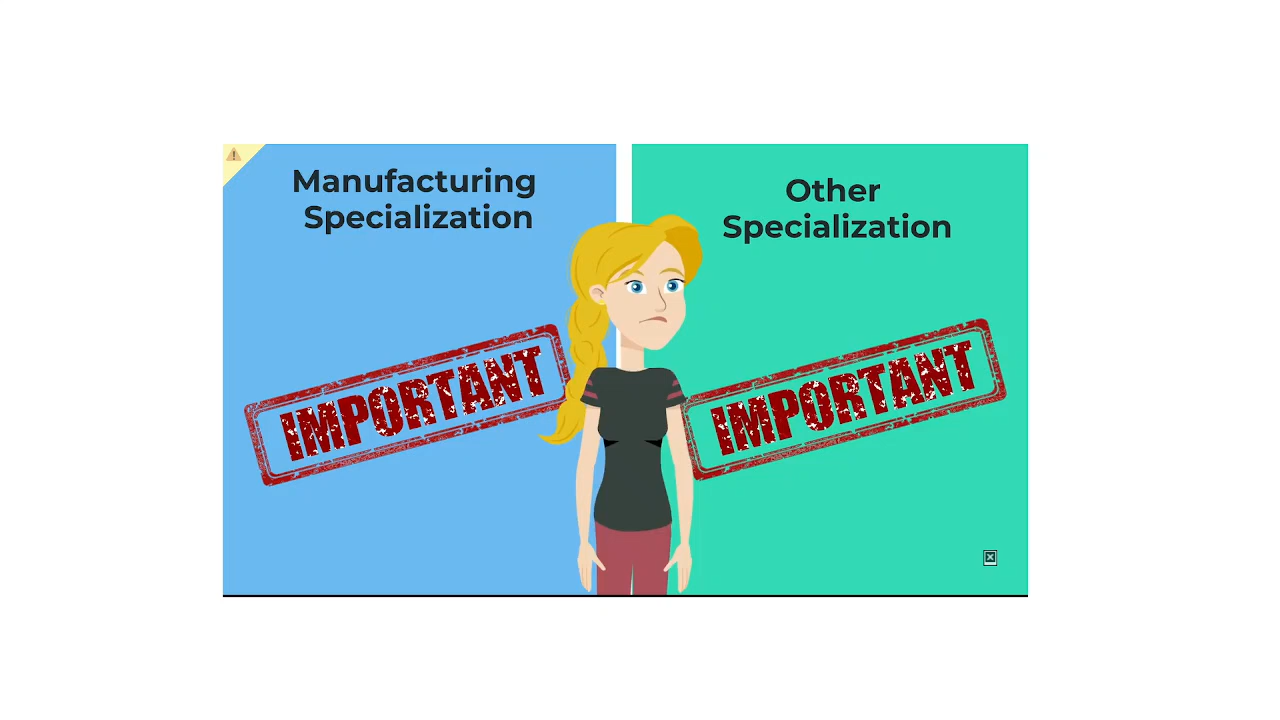 Manufacturing
Specialization
Other
Specialization
IMPORTANT
IMPORTANT